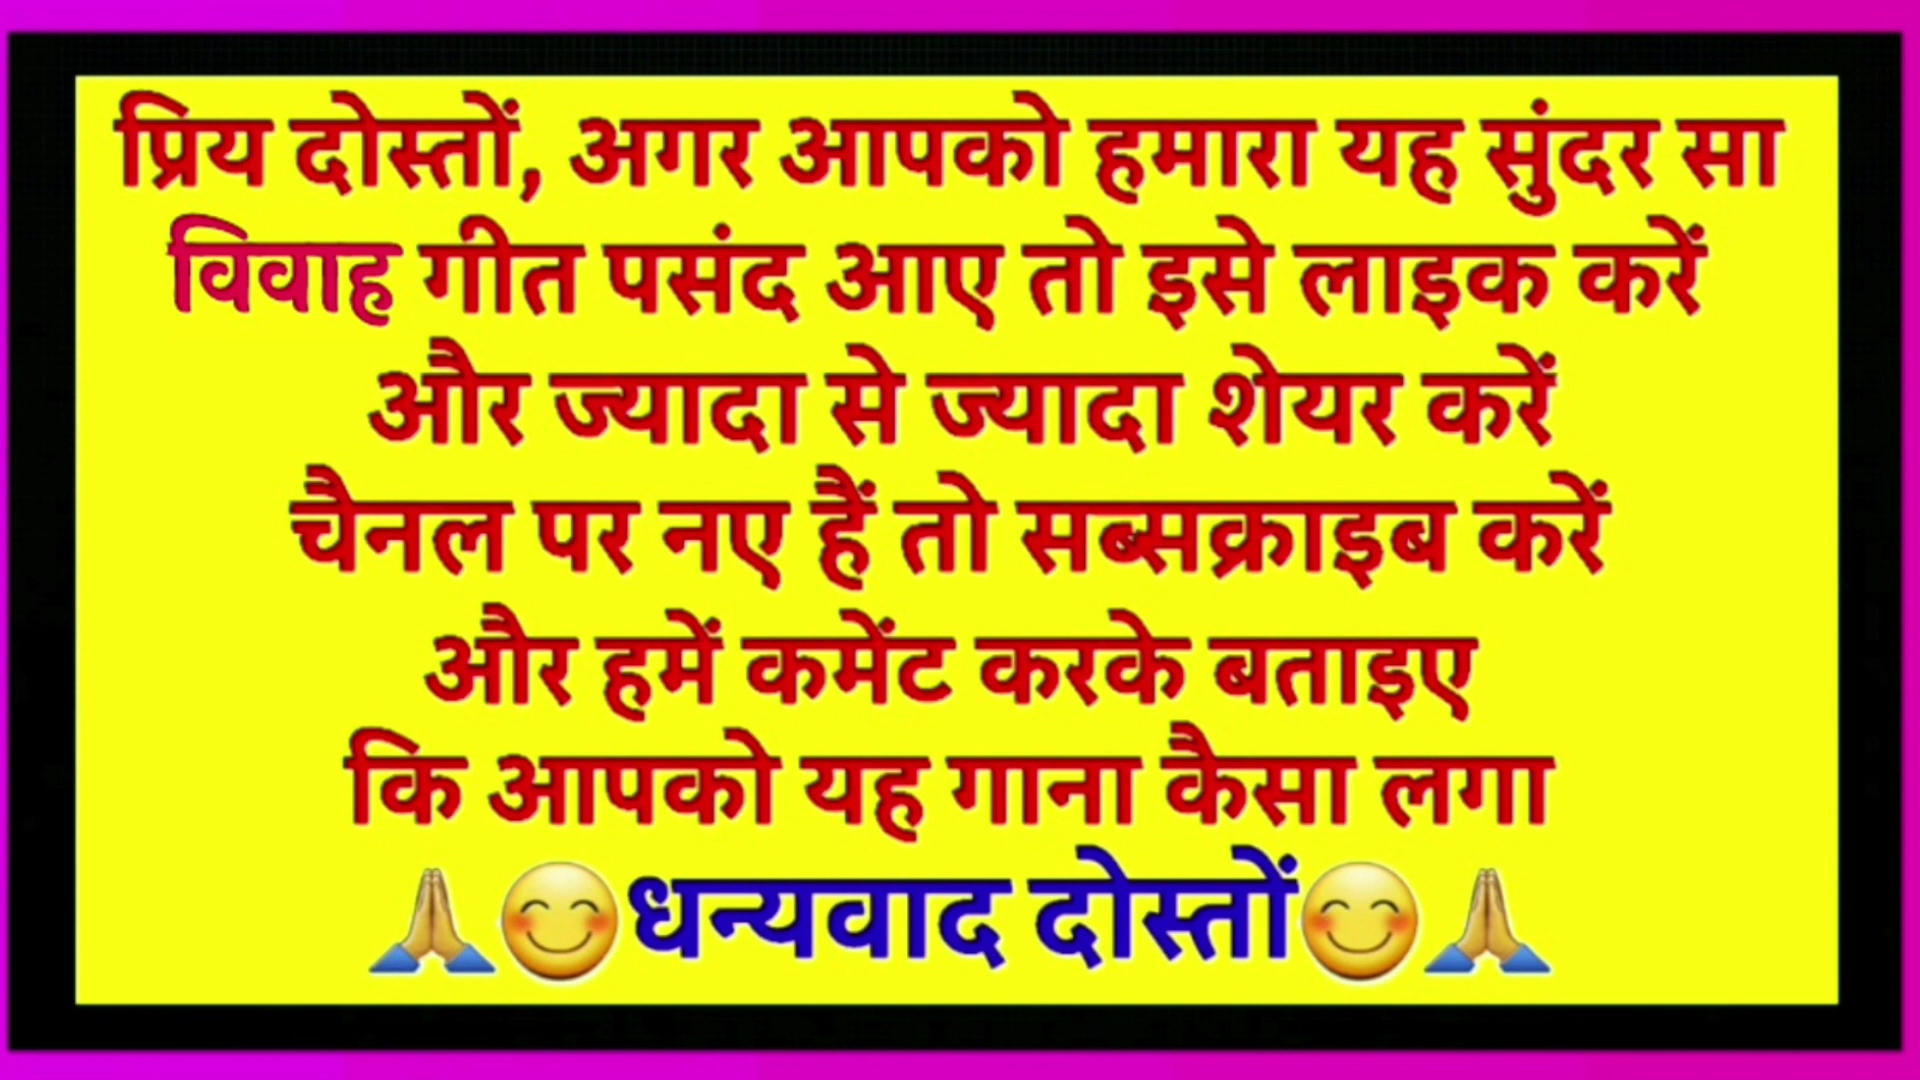 प्रिय दोस्तों, अगर आपको हमारा यह सुंदर सा
विवाह गीत पसंद आए तो इसे लाइक करें
और ज्यादा से ज्यादा शेयर करें
चैनल पर नए हैं तो सब्सक्राइब करें
और हमें कमेंट करके बताइए
कि आपको यह गाना कैसा लगा
🙏😊धन्यवाद दोस्तों😊🙏